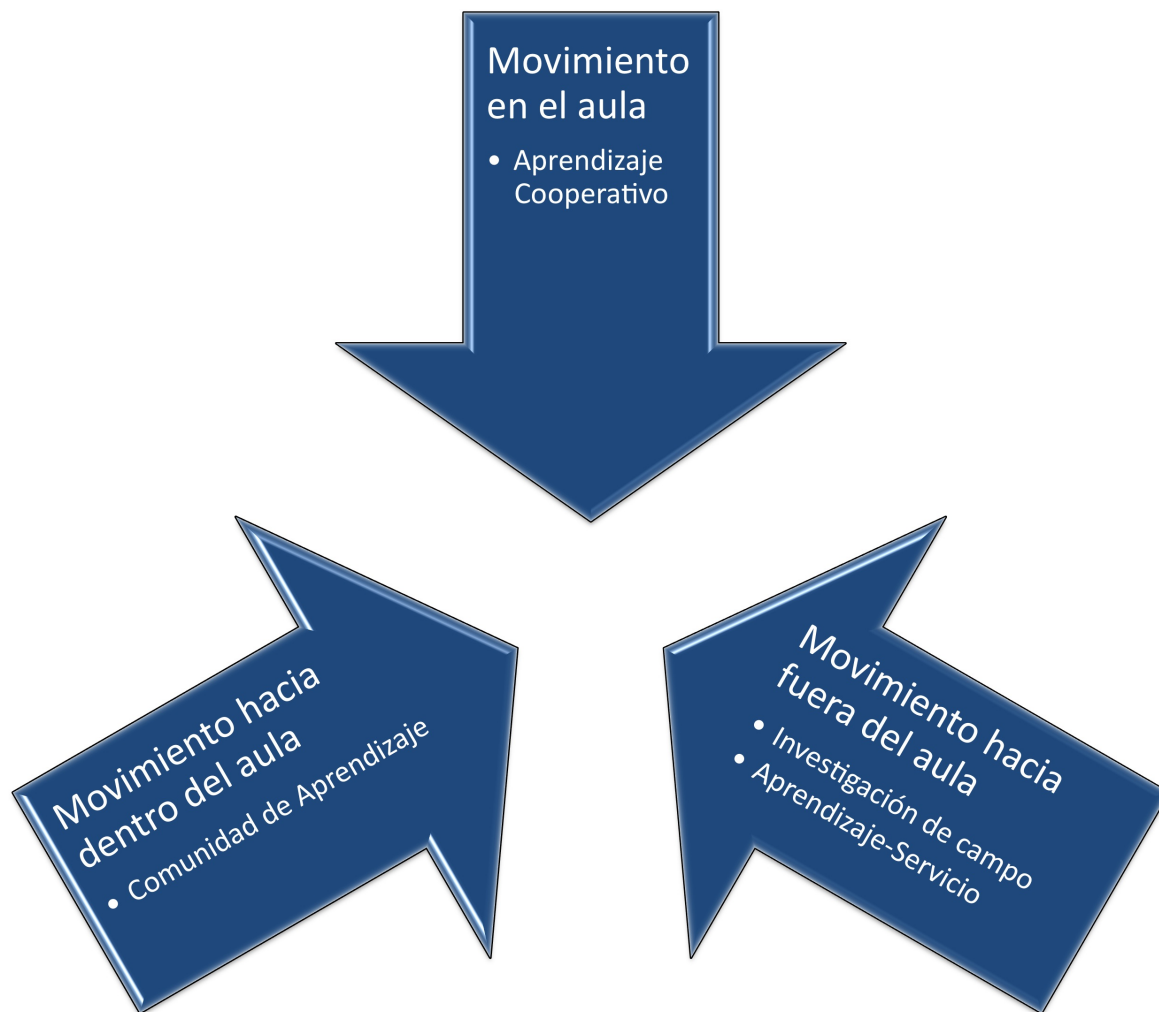 Movimiento
en el aula
• Aprendizaje
Cooperativo
Movimiento hacia
dentro del aula
• Comunidad de Aprendizaje
Movimiento hacia
fuera del aula
• Investigación de campo
• Aprendizaje-Servicio